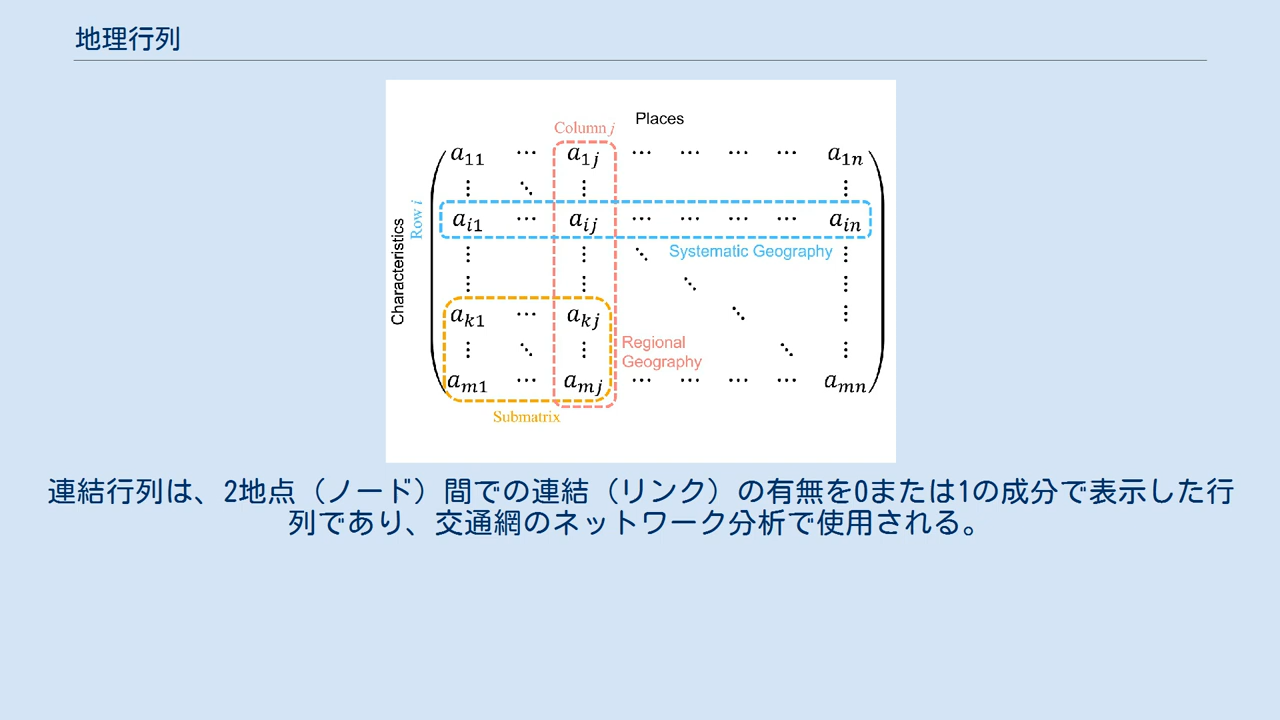 地理行列
Places
Column j
Characteristics
Row i
a11 ⋯ a1j ⋯ ⋯ ⋯ ⋯ a1n
⋮ ⋱ ⋮ ⋮
ai1 ⋯ aij ⋯ ⋯ ⋯ ⋯ ain
Systematic Geography
⋮ ⋮ ⋱ ⋮
⋮ ⋮ ⋱ ⋮
ak1 ⋯ akj ⋱ ⋮
Regional
Geography
⋮ ⋱ ⋮ ⋱ ⋮
am1 ⋯ amj ⋯ ⋯ ⋯ ⋯ amn
Submatrix
連結行列は、2地点（ノード）間での連結（リンク）の有無を0または1の成分で表示した行
列であり、交通網のネットワーク分析で使用される。